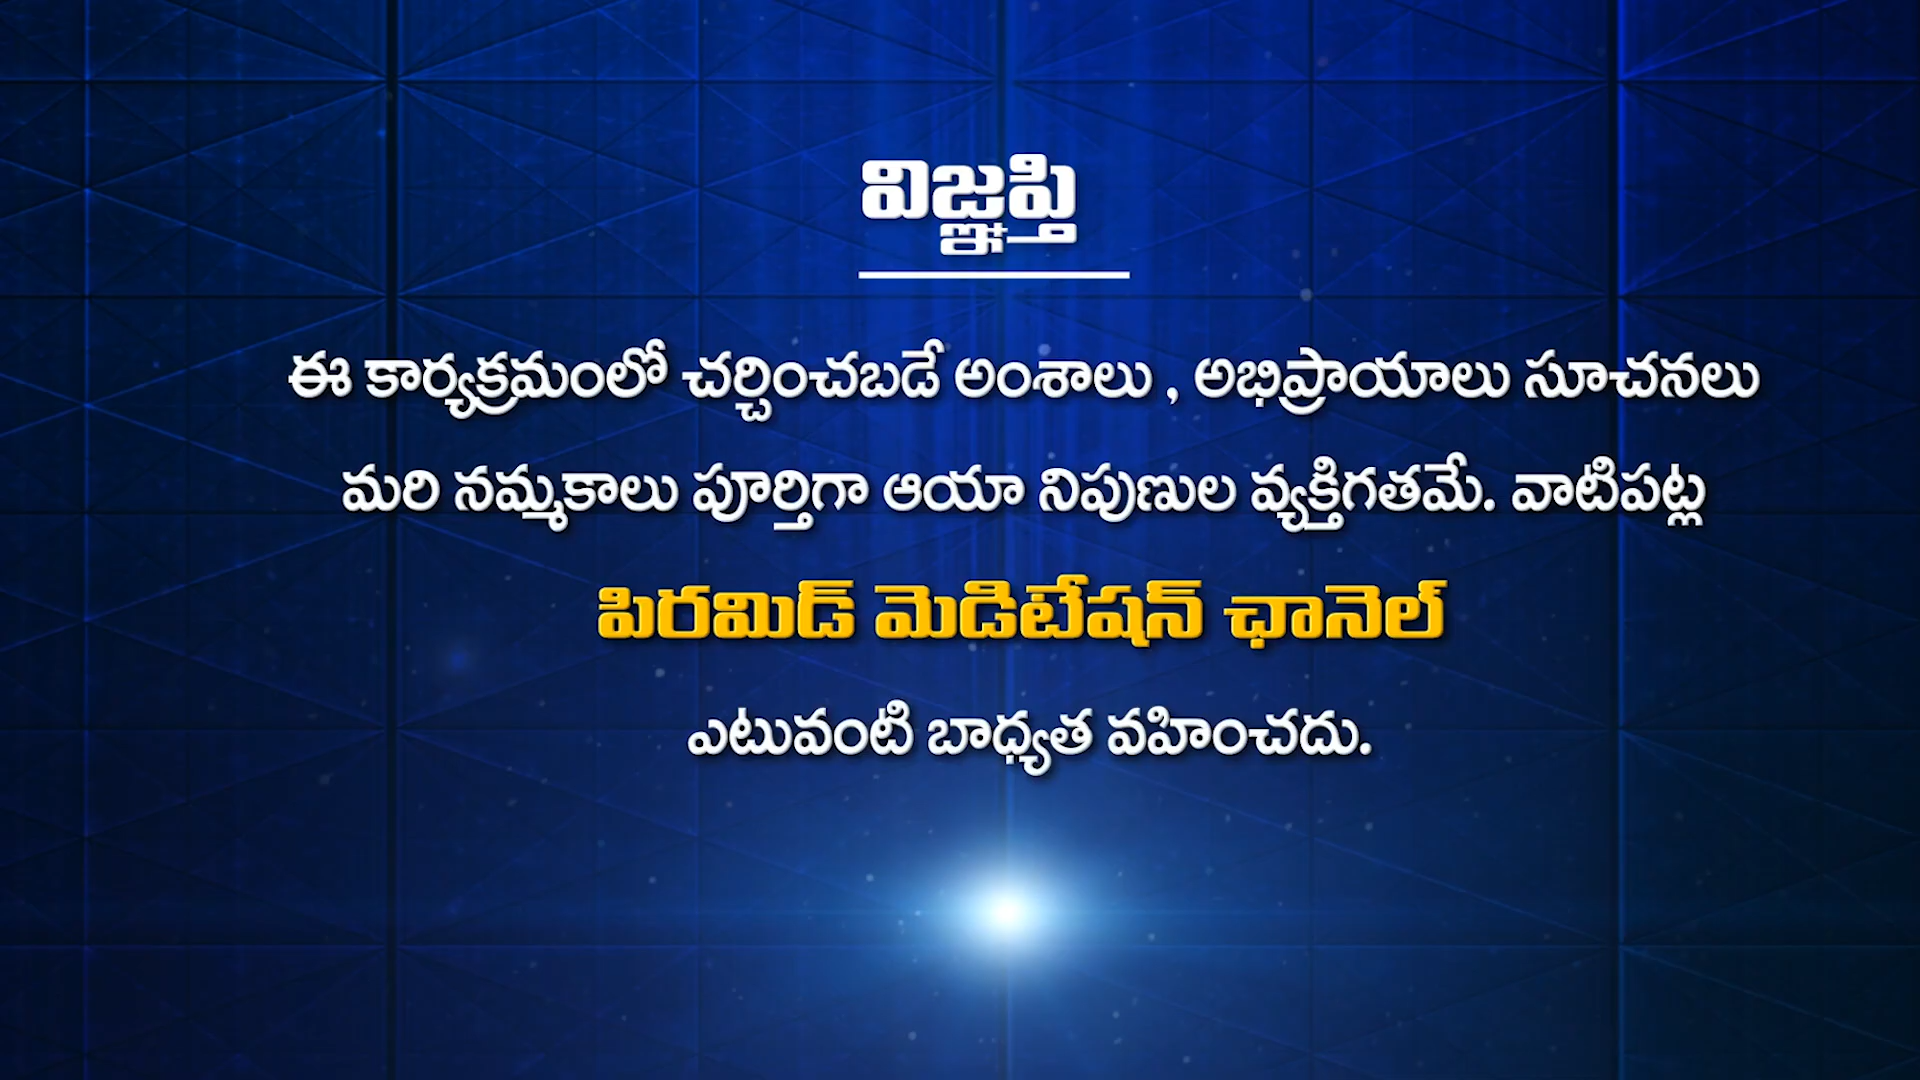 విజ్ఞప్తి
ఈ కార్యక్రమంలో చర్చించబడే అంశాలు , అభిప్రాయాలు సూచనలు
మరి నమ్మకాలు పూర్తిగా ఆయా నిపుణుల వ్యక్తిగతమే. వాటిపట్ల
పిరమిడ్ మెడిటేషన్ ఛానెల్
ఎటువంటి బాధ్యత వహించదు.